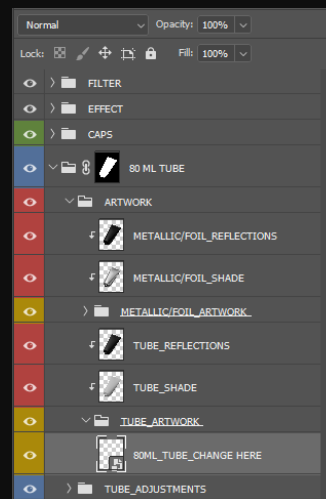 Normal Opacity: 100%
Lock: Fill: 100%
FILTER
EFFECT
CAPS
80 ML TUBE
ARTWORK
METALLIC/FOIL_REFLECTIONS
METALLIC/FOIL_SHADE
METALLIC/FOIL_ARTWORK
TUBE_REFLECTIONS
TUBE_SHADE
TUBE_ARTWORK
80ML_TUBE_CHANGE HERE
TUBE_ADJUSTMENTS